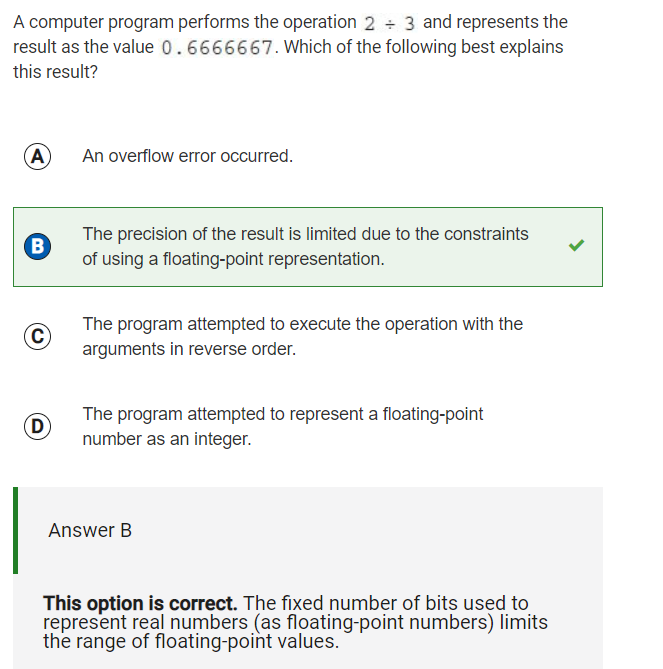 A computer program performs the operation 2 ÷ 3 and represents the
result as the value 0.6666667. Which of the following best explains
this result?
A An overflow error occurred.
B The precision of the result is limited due to the constraints
of using a floating-point representation.
C The program attempted to execute the operation with the
arguments in reverse order.
D The program attempted to represent a floating-point
number as an integer.
Answer B
This option is correct. The fixed number of bits used to
represent real numbers (as floating-point numbers) limits
the range of floating-point values.